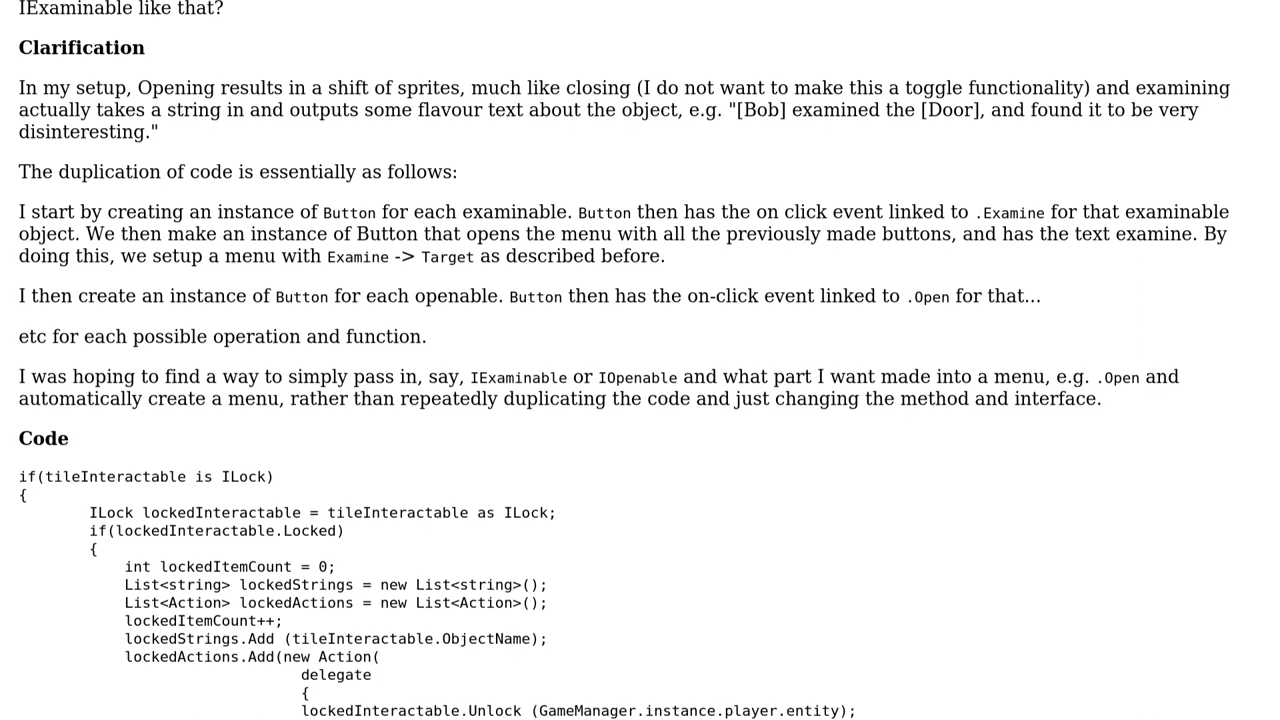 IExaminable like that?
Clarification
In my setup, Opening results in a shift of sprites, much like closing (I do not want to make this a toggle functionality) and examining
actually takes a string in and outputs some flavour text about the object, e.g. "[Bob] examined the [Door], and found it to be very
disinteresting."
The duplication of code is essentially as follows:
I start by creating an instance of Button for each examinable. Button then has the on click event linked to .Examine for that examinable
object. We then make an instance of Button that opens the menu with all the previously made buttons, and has the text examine. By
doing this, we setup a menu with Examine -> Target as described before.
I then create an instance of Button for each openable. Button then has the on-click event linked to .Open for that...
etc for each possible operation and function.
I was hoping to find a way to simply pass in, say, IExaminable or IOpenable and what part I want made into a menu, e.g. .Open and
automatically create a menu, rather than repeatedly duplicating the code and just changing the method and interface.
Code
if(tileInteractable is ILock)
{
ILock lockedInteractable = tileInteractable as ILock;
if(lockedInteractable.Locked)
{
int lockedItemCount = 0;
List<string> lockedStrings = new List<string>();
List<Action> lockedActions = new List<Action>();
lockedItemCount++;
lockedStrings.Add (tileInteractable.ObjectName);
lockedActions.Add(new Action(
delegate
{
lockedInteractable.Unlock (GameManager.instance.player.entity);